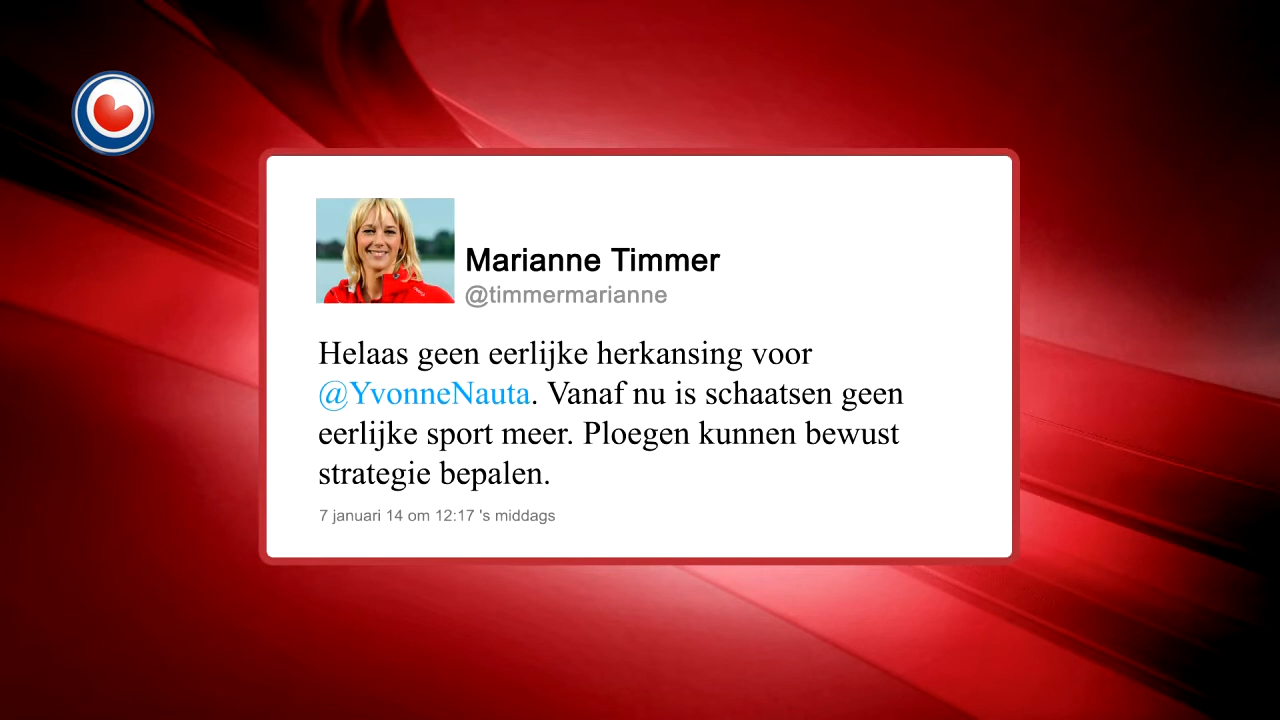 Marianne Timmer
@timmermarianne
Helaas geen eerlijke herkansing voor
@YvonneNauta. Vanaf nu is schaatsen geen
eerlijke sport meer. Ploegen kunnen bewust
strategie bepalen.
7 januari 14 om 12:17 's middags